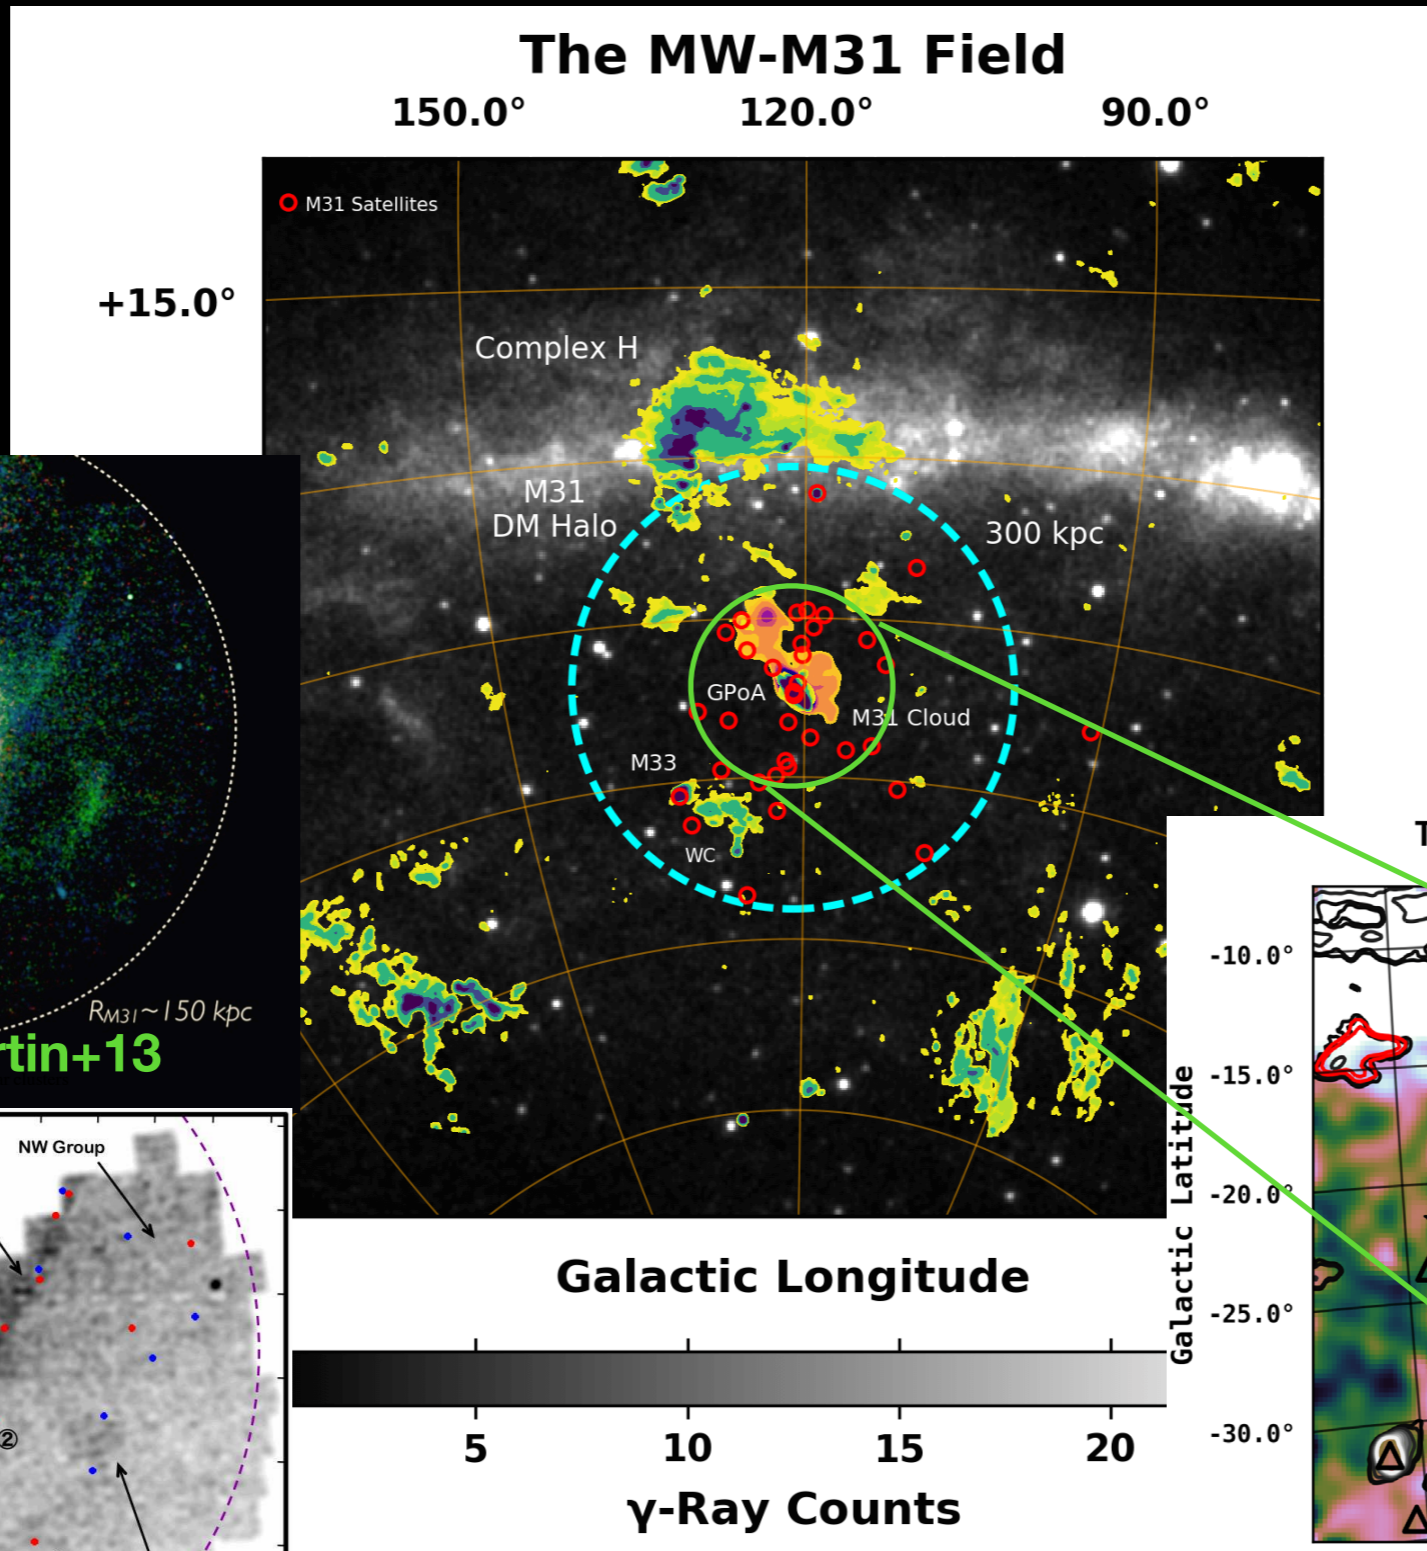 The MW-M31 Field
150.0° 120.0° 90.0°
M31 Satellites
+15.0°
Complex H
M31
DM Halo
300 kpc
GPoA
M31 Cloud
M33
WC
RM31~150 kpc
rtin+13
NW Group
②
Galactic Longitude
5 10 15 20
γ-Ray Counts
T
Galactic Latitude
-10.0°
-15.0°
-20.0°
-25.0°
-30.0°